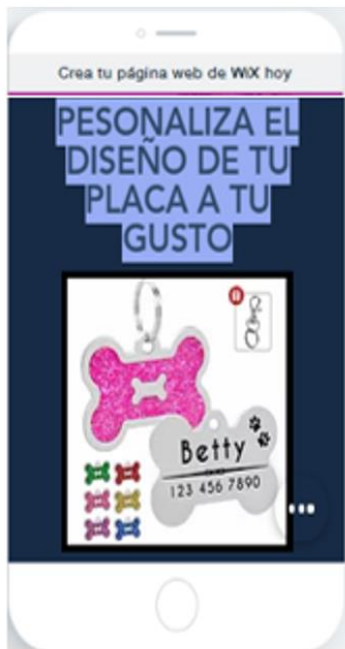 Crea tu página web de WiX hoy
PESONALIZA EL
DISEÑO DE TU
PLACA A TU
GUSTO
Betty
123 456 7890